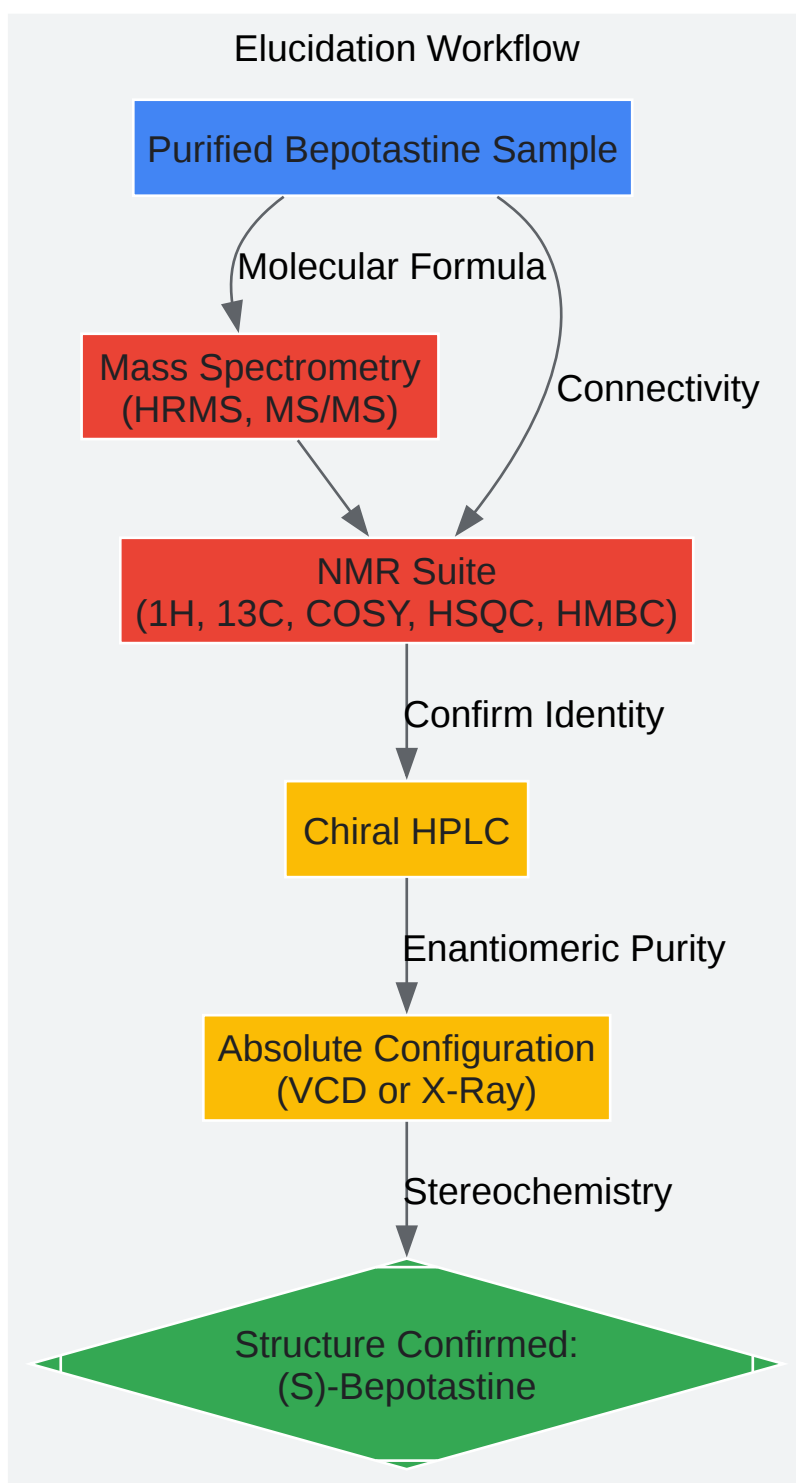 Elucidation Workflow
Purified Bepotastine Sample
Molecular Formula
Mass Spectrometry
(HRMS, MS/MS)
Connectivity
NMR Suite
(1H, 13C, COSY, HSQC, HMBC)
Confirm Identity
Chiral HPLC
Enantiomeric Purity
Absolute Configuration
(VCD or X-Ray)
Stereochemistry
Structure Confirmed:
(S)-Bepotastine